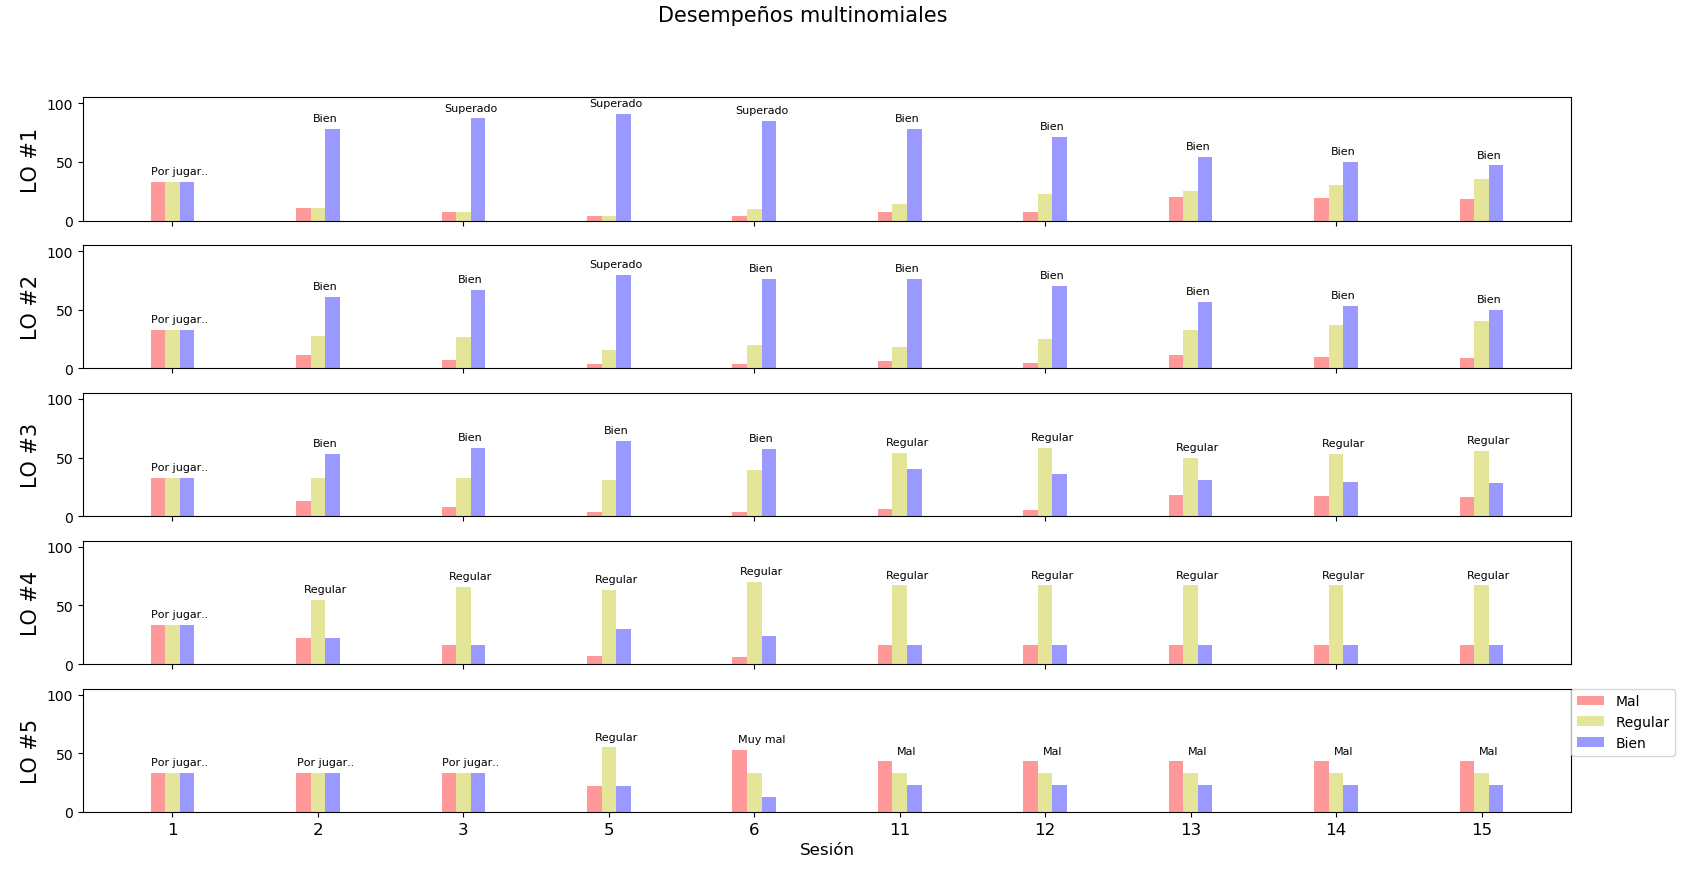 Desempeños multinomiales
LO #1
100
50
0
Por jugar..
Bien
Superado
Superado
Superado
Bien
Bien
Bien
Bien
Bien
LO #2
100
50
0
Por jugar..
Bien
Bien
Superado
Bien
Bien
Bien
Bien
Bien
Bien
LO #3
100
50
0
Por jugar..
Bien
Bien
Bien
Bien
Regular
Regular
Regular
Regular
Regular
LO #4
100
50
0
Por jugar..
Regular
Regular
Regular
Regular
Regular
Regular
Regular
Regular
Regular
LO #5
100
50
0
Por jugar..
Por jugar..
Por jugar..
Regular
Muy mal
Mal
Mal
Mal
Mal
Mal
Mal
Regular
Bien
1 2 3 5 6 11 12 13 14 15
Sesión